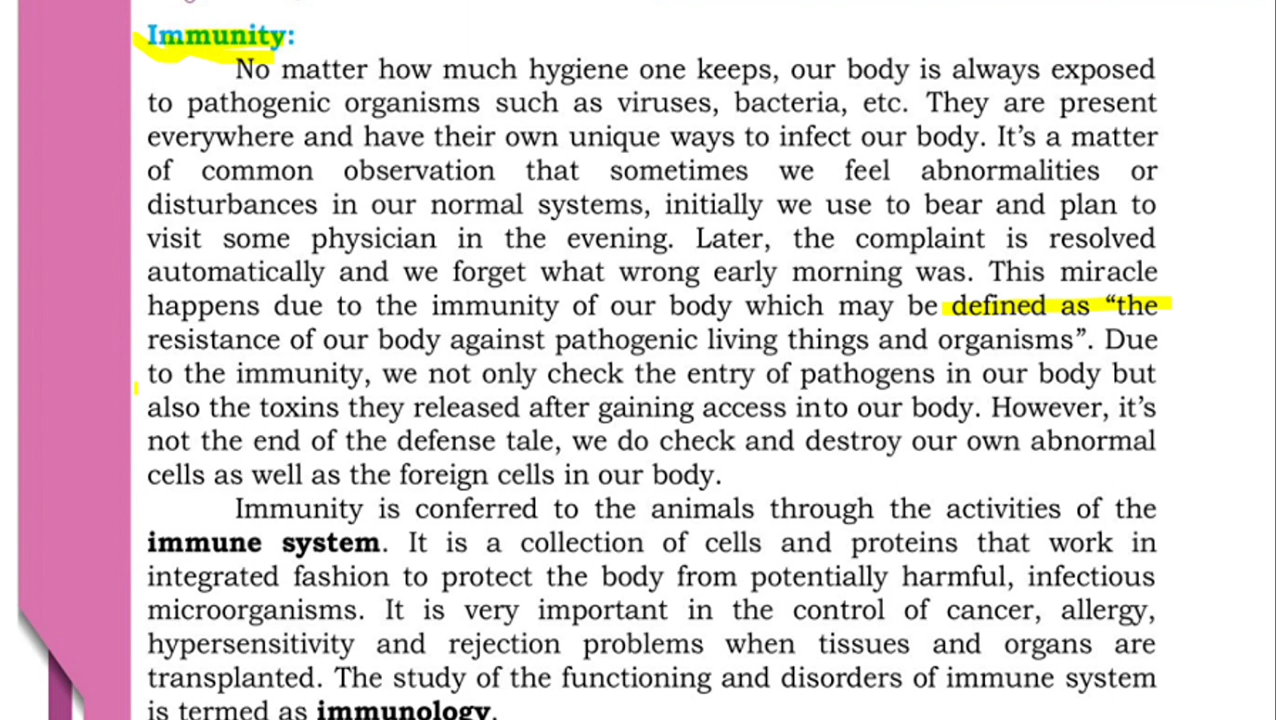 Immunity:
No matter how much hygiene one keeps, our body is always exposed
to pathogenic organisms such as viruses, bacteria, etc. They are present
everywhere and have their own unique ways to infect our body. It’s a matter
of common observation that sometimes we feel abnormalities or
disturbances in our normal systems, initially we use to bear and plan to
visit some physician in the evening. Later, the complaint is resolved
automatically and we forget what wrong early morning was. This miracle
happens due to the immunity of our body which may be defined as “the
resistance of our body against pathogenic living things and organisms”. Due
to the immunity, we not only check the entry of pathogens in our body but
also the toxins they released after gaining access into our body. However, it’s
not the end of the defense tale, we do check and destroy our own abnormal
cells as well as the foreign cells in our body.
Immunity is conferred to the animals through the activities of the
immune system. It is a collection of cells and proteins that work in
integrated fashion to protect the body from potentially harmful, infectious
microorganisms. It is very important in the control of cancer, allergy,
hypersensitivity and rejection problems when tissues and organs are
transplanted. The study of the functioning and disorders of immune system
is termed as immunology.